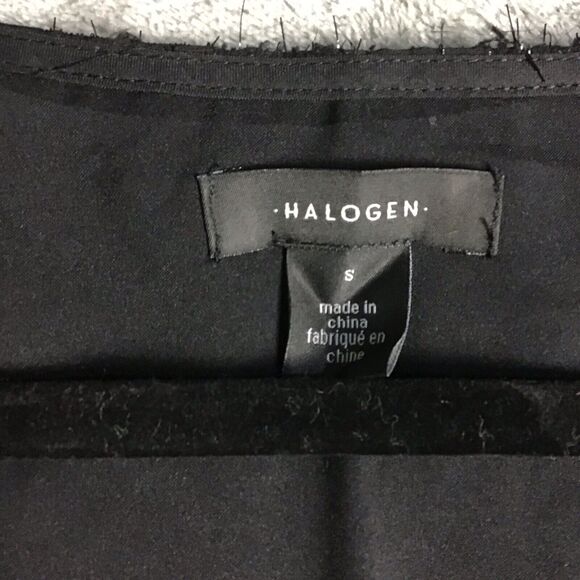 ·HALOGEN·
S
made in
china
fabriqué en
chine